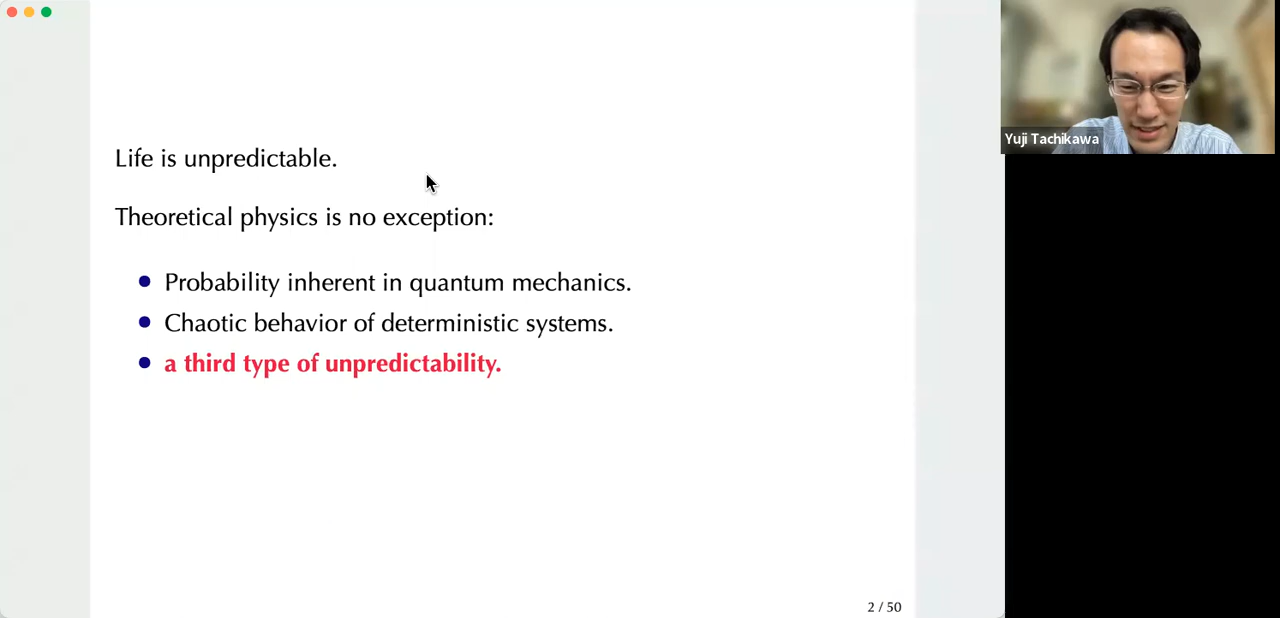 Life is unpredictable.
Theoretical physics is no exception:
Probability inherent in quantum mechanics.
Chaotic behavior of deterministic systems.
a third type of unpredictability.
2 / 50
Yuji Tachikawa